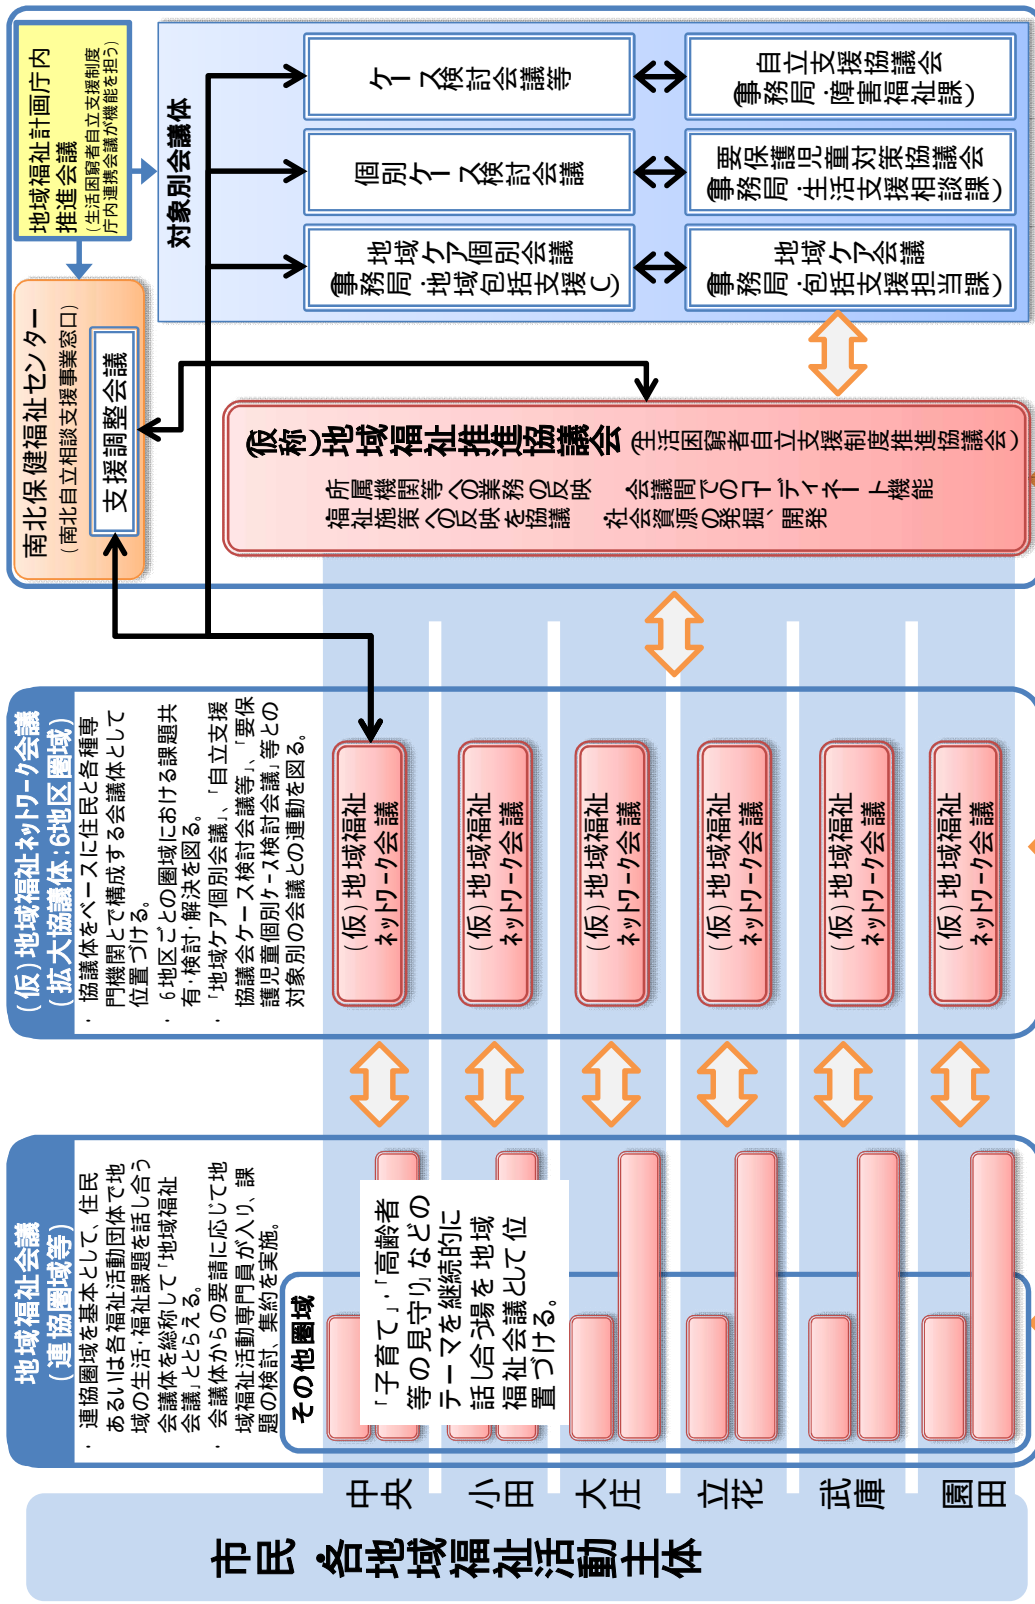 市民・各地域福祉活動主体
中央
小田
大庄
立花
武庫
園田
地域福祉会議
(連協圏域等)
・ 連協圏域を基本として、住民
あるいは各福祉活動団体で地
域の生活・福祉課題を話し合う
会議体を総称して「地域福祉
会議」ととらえる。
・ 会議体からの要請に応じて地
域福祉活動専門員が入り、課
題の検討、集約を実施。
その他圏域
「子育て」・「高齢者
等の見守り」などの
テーマを継続的に
話し合う場を 地域
福祉会議として位
置づける。
(仮)地域福祉ネットワーク会議
(拡大協議体:6地区圏域)
・ 協議体をベースに住民と各種専
門機関とで構成する会議体として
位置づける。
・ 6地区ごとの圏域における課題共
有・検討・解決を図る。
・ 「地域ケア個別会議」、「自立支援
協議会ケース検討会議等」、「要保
護児童個別ケース検討会議」等との
対象別の会議との連動を図る。
(仮)地域福祉
ネットワーク会議
(仮)地域福祉
ネットワーク会議
(仮)地域福祉
ネットワーク会議
(仮)地域福祉
ネットワーク会議
(仮)地域福祉
ネットワーク会議
(仮)地域福祉
ネットワーク会議
南北保健福祉センター
(南北自立相談支援事業窓口)
支援調整会議
地域福祉計画庁内
推進会議
(生活困窮者自立支援制度
庁内連携会議が機能を担う)
(仮称)地域福祉推進協議会 (生活困窮者自立支援制度推進協議会)
・所属機関等への業務の反映 ・会議間でのコーディネート機能
・福祉施策への反映を協議 ・社会資源の発掘、開発
対象別会議体
地域ケア個別会議
(事務局・地域包括支援C)
個別ケース検討会議
ケース検討会議等
地域ケア会議
(事務局・包括支援担当課)
要保護児童対策協議会
(事務局・生活支援相談課)
自立支援協議会
(事務局・障害福祉課)